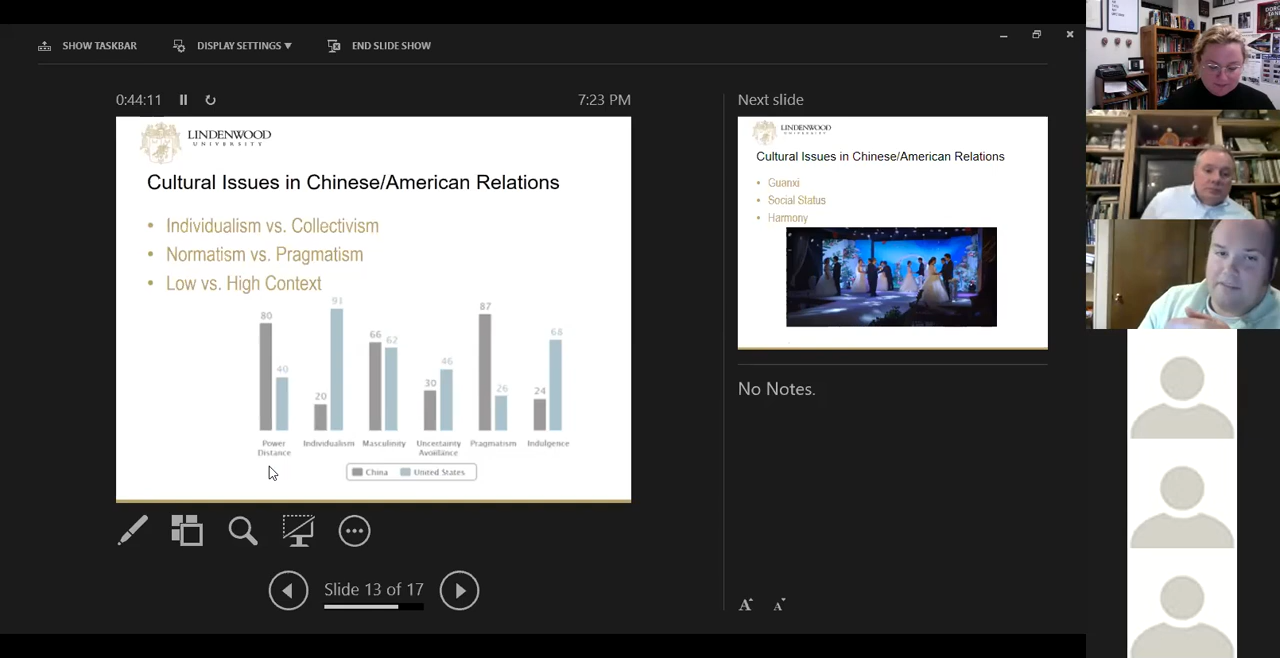 SHOW TASKBAR
DISPLAY SETTINGS ▼
END SLIDE SHOW
0:44:11
7:23 PM
LINDENWOOD
UNIVERSITY
Cultural Issues in Chinese/American Relations
• Individualism vs. Collectivism
• Normatism vs. Pragmatism
• Low vs. High Context
80
40
20
91
66
62
30
46
87
26
24
68
Power
Distance
Individualism
Masculinity
Uncertainty
Avoidance
Pragmatism
Indulgence
China
United States
Slide 13 of 17
Next slide
LINDENWOOD
UNIVERSITY
Cultural Issues in Chinese/American Relations
• Guanxi
• Social Status
• Harmony
No Notes.
A
A